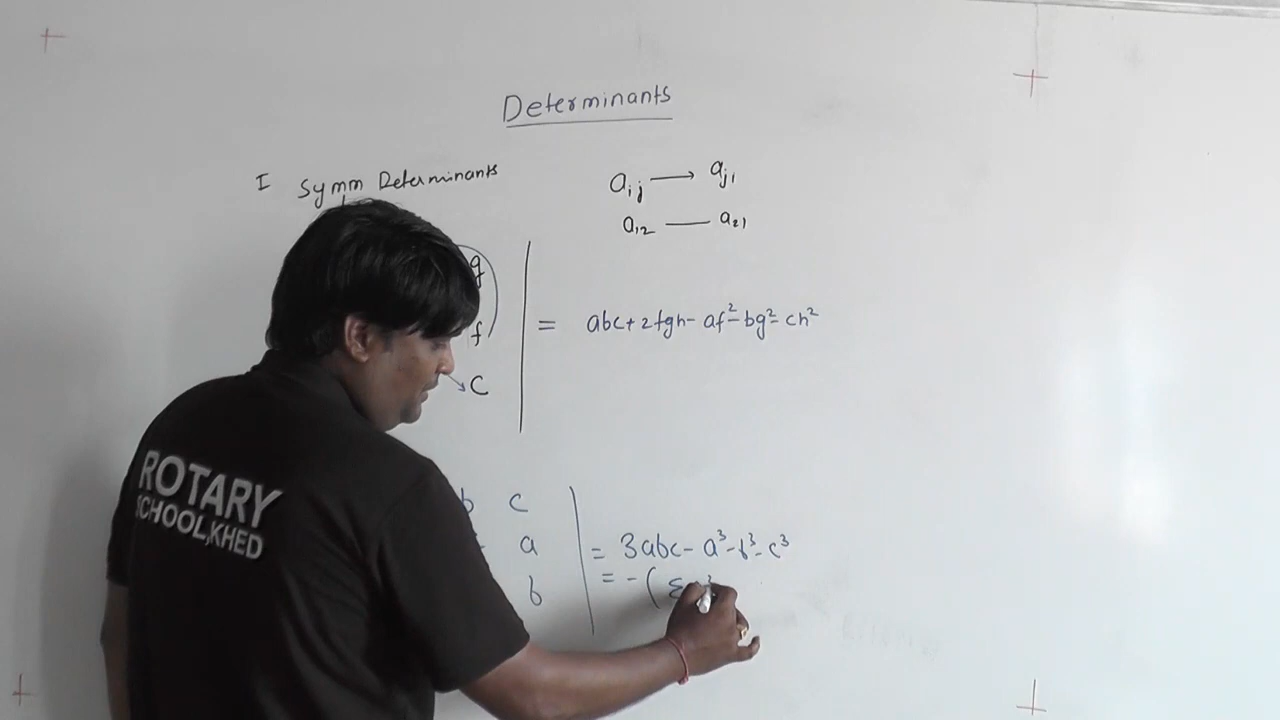 Determinants
I Symm Determinants
aij → aji
a12 — a21
g
f
c
= abc + 2fgh - af² - bg² - ch²
b c
a
b
= 3abc - a³ - b³ - c³
= - ( Σ
ROTARY
SCHOOL, KHED